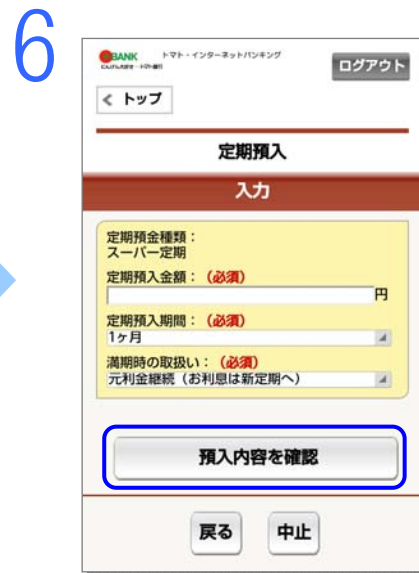 6
BANK
トマト・インターネットバンキング
ログアウト
< トップ
定期預入
入力
定期預金種類：
スーパー定期
定期預入金額：（必須）
円
定期預入期間：（必須）
1ヶ月
満期時の取扱い：（必須）
元利金継続（お利息は新定期へ）
預入内容を確認
戻る 中止